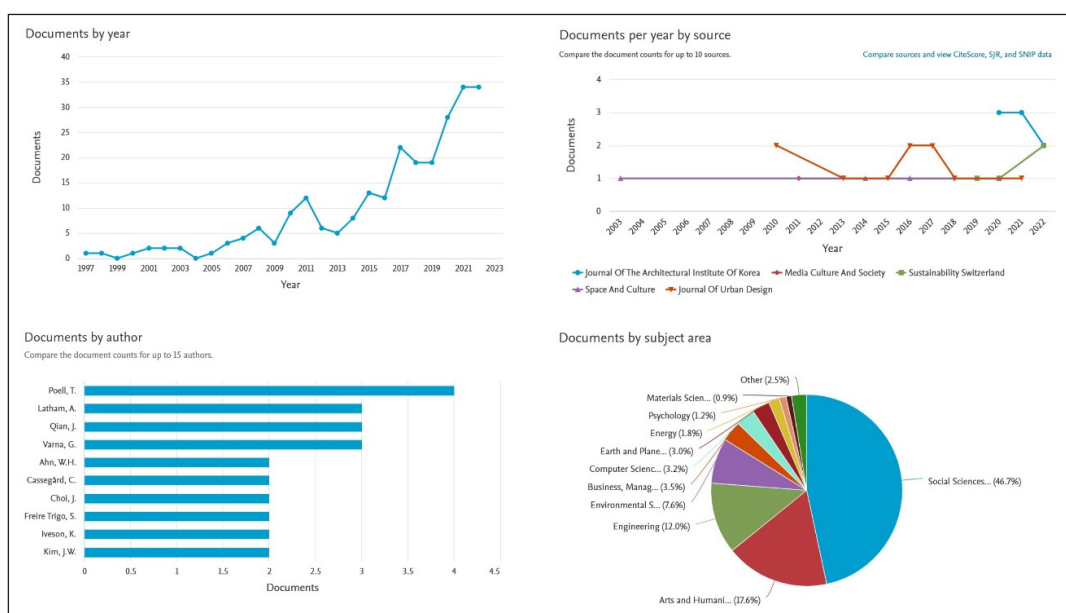 Documents by year
40
35
30
25
20
15
10
5
0
Documents
1997 1999 2001 2003 2005 2007 2009 2011 2013 2015 2017 2019 2021 2023
Year
Documents per year by source
Compare the document counts for up to 10 sources.
Compare sources and view CiteScore, SJR, and SNIP data
4
3
2
1
0
Documents
2003 2004 2005 2006 2007 2008 2009 2010 2011 2012 2013 2014 2015 2016 2017 2018 2019 2020 2021 2022
Year
Journal Of The Architectural Institute Of Korea Media Culture And Society Sustainability Switzerland
Space And Culture Journal Of Urban Design
Documents by author
Compare the document counts for up to 15 authors.
Poell, T.
Latham, A.
Qian, J.
Varna, G.
Ahn, W.H.
Cassegård, C.
Choi, J.
Freire Trigo, S.
Iveson, K.
Kim, J.W.
0 0.5 1 1.5 2 2.5 3 3.5 4 4.5
Documents
Documents by subject area
Other (2.5%)
Materials Scien... (0.9%)
Psychology (1.2%)
Energy (1.8%)
Earth and Plane... (3.0%)
Computer Scienc... (3.2%)
Business, Manag... (3.5%)
Environmental S... (7.6%)
Engineering (12.0%)
Arts and Humani... (17.6%)
Social Sciences... (46.7%)